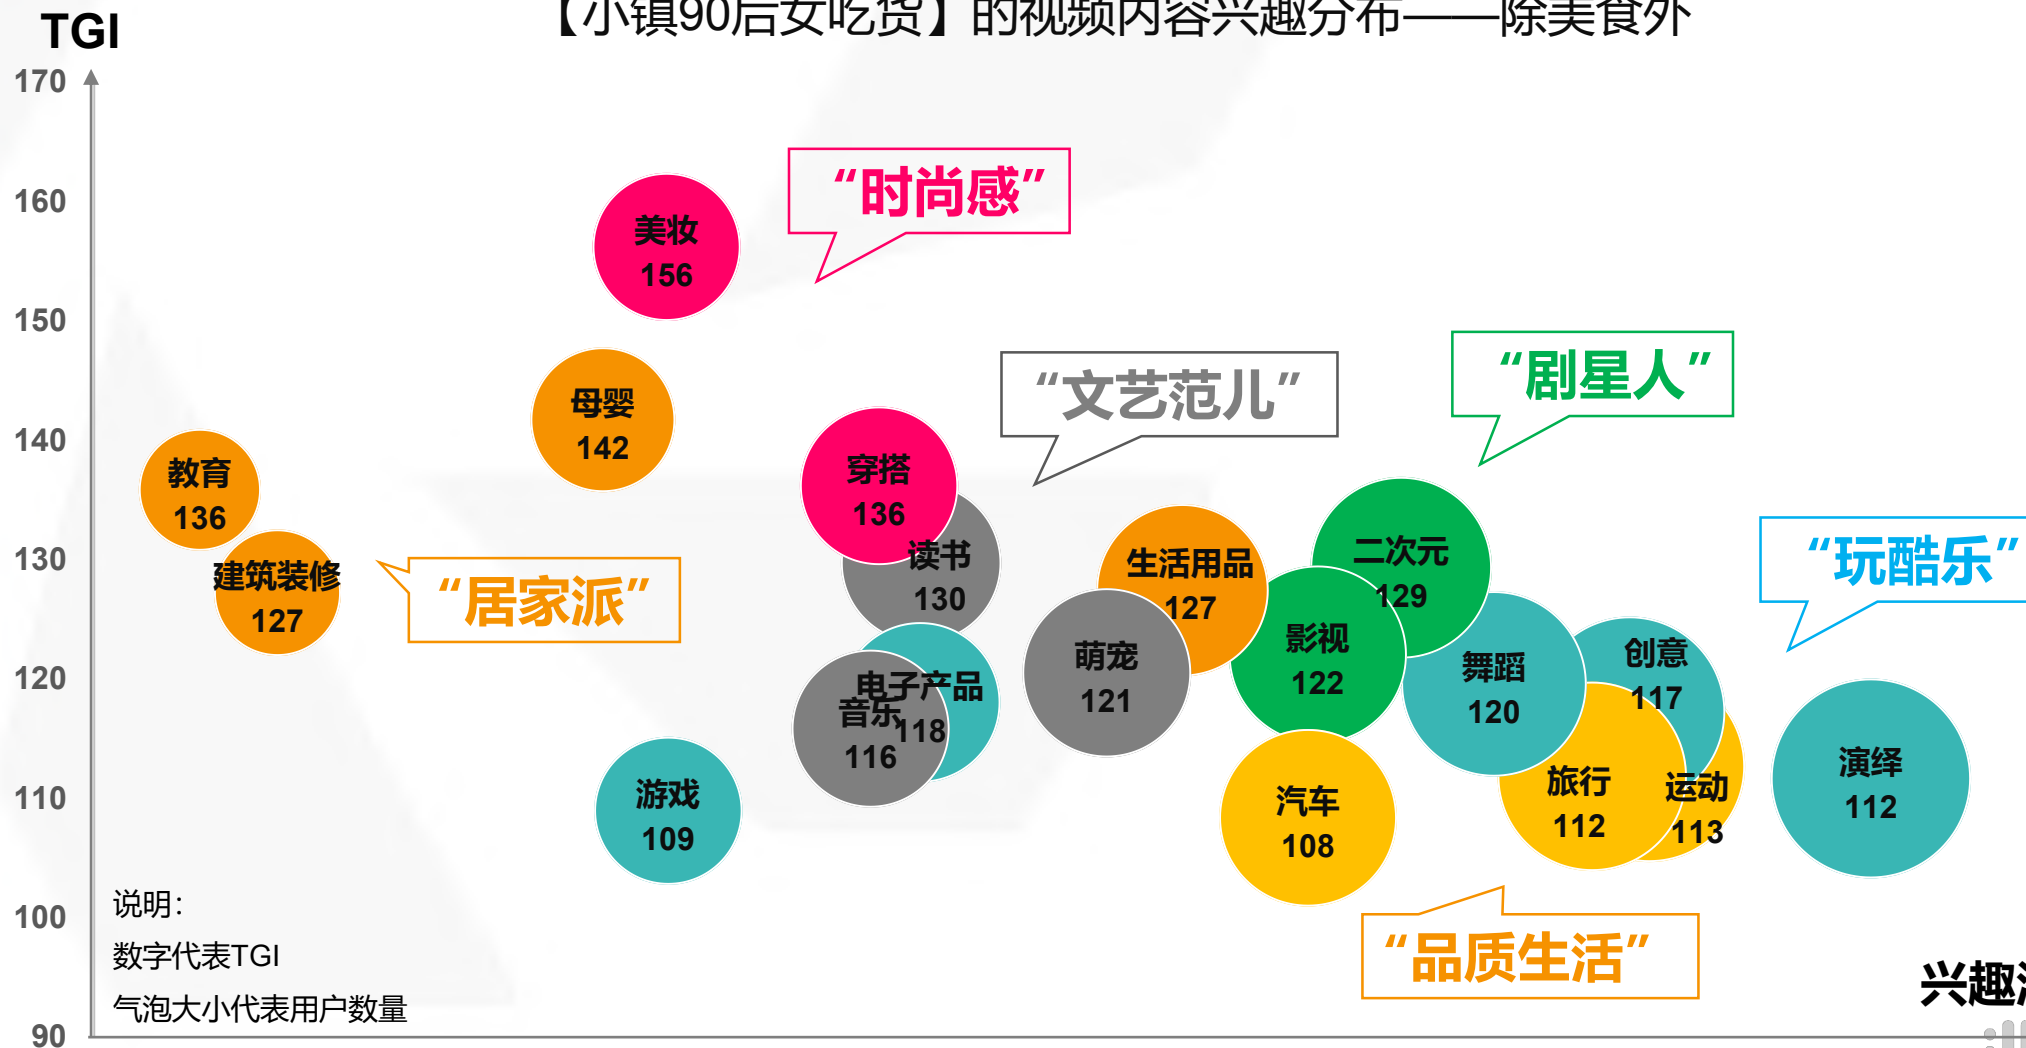 【小镇90后女吃货】的视频内容兴趣分布——除美食外
TGI
170
160
150
140
130
120
110
100
90
“时尚感”
美妆
156
“文艺范儿”
“剧星人”
母婴
142
教育
136
穿搭
136
建筑装修
127
“居家派”
读书
130
生活用品
127
二次元
129
“玩酷乐”
萌宠
121
影视
122
舞蹈
120
创意
117
电子产品
118
音乐
116
游戏
109
汽车
108
旅行
112
运动
113
演绎
112
“品质生活”
说明：
数字代表TGI
气泡大小代表用户数量
兴趣